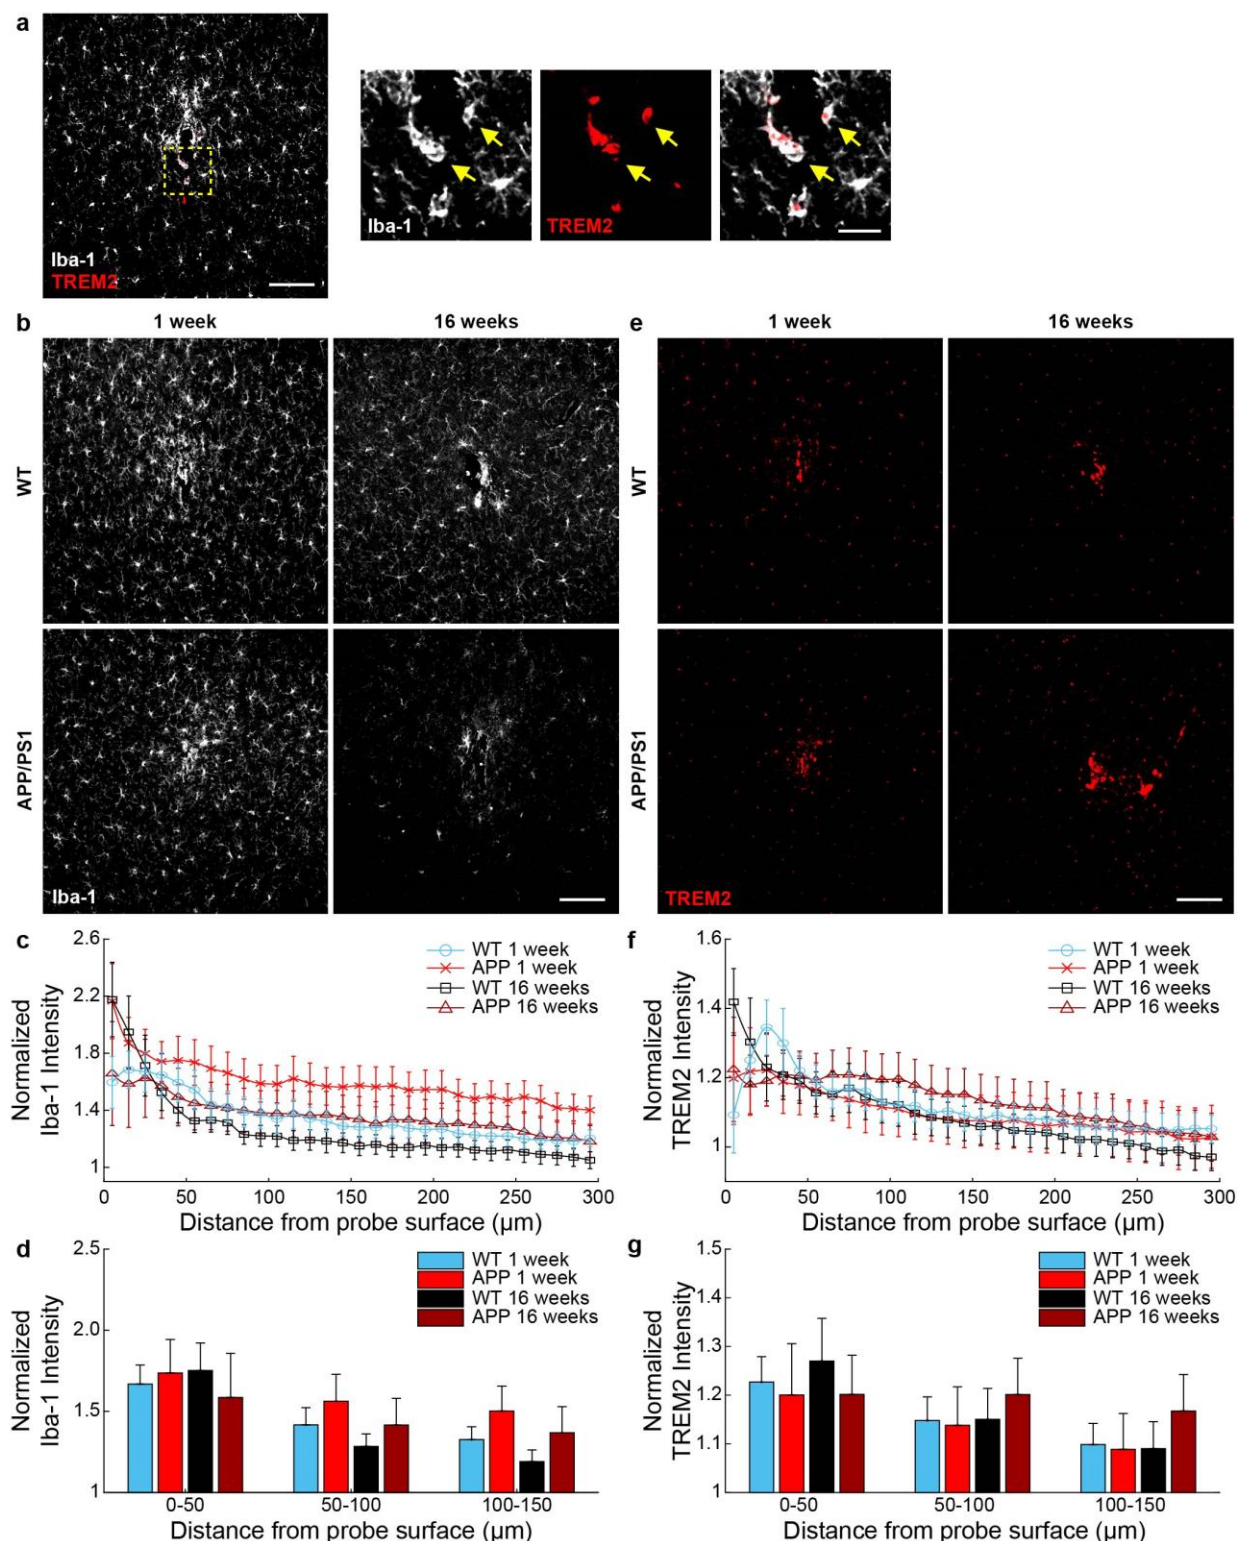 a
Iba-1
TREM2
Iba-1
TREM2
b
1 week
16 weeks
WT
APP/PS1
Iba-1
e
1 week
16 weeks
WT
APP/PS1
TREM2
c
2.6
2.2
1.8
1.4
1
Normalized
Iba-1 Intensity
WT 1 week
APP 1 week
WT 16 weeks
APP 16 weeks
0 50 100 150 200 250 300
Distance from probe surface (µm)
f
1.6
1.4
1.2
1
Normalized
TREM2 Intensity
WT 1 week
APP 1 week
WT 16 weeks
APP 16 weeks
0 50 100 150 200 250 300
Distance from probe surface (µm)
d
2.5
2.0
1.5
1
Normalized
Iba-1 Intensity
WT 1 week
APP 1 week
WT 16 weeks
APP 16 weeks
0-50 50-100 100-150
Distance from probe surface (µm)
g
1.5
1.4
1.3
1.2
1.1
1
Normalized
TREM2 Intensity
WT 1 week
APP 1 week
WT 16 weeks
APP 16 weeks
0-50 50-100 100-150
Distance from probe surface (µm)